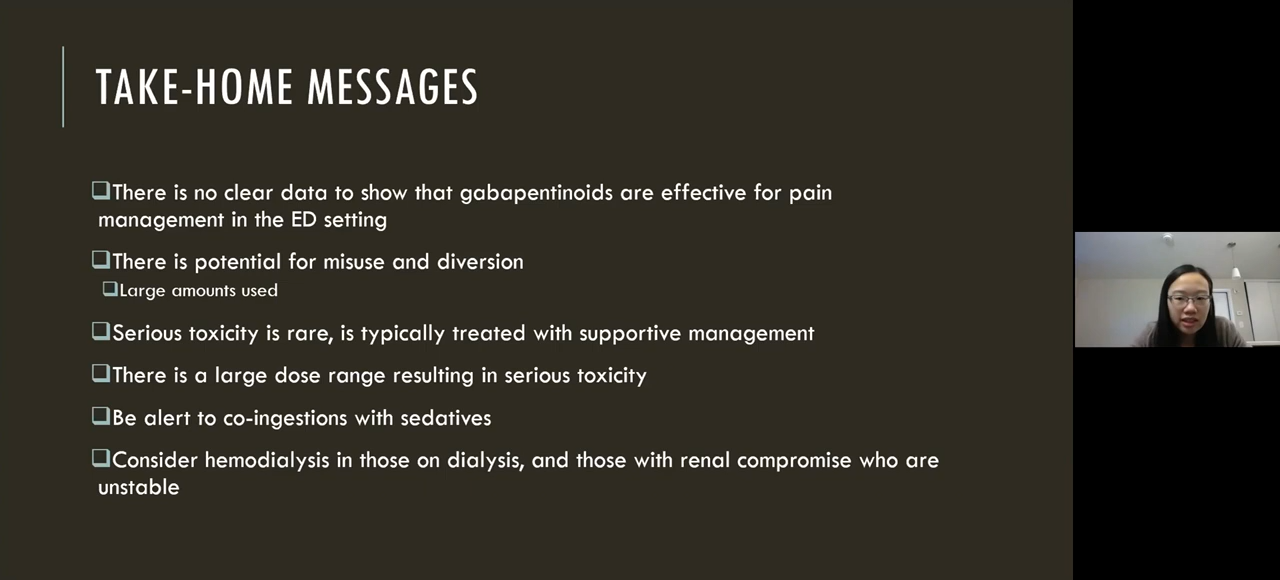 TAKE-HOME MESSAGES
❑There is no clear data to show that gabapentinoids are effective for pain
management in the ED setting
❑There is potential for misuse and diversion
❑Large amounts used
❑Serious toxicity is rare, is typically treated with supportive management
❑There is a large dose range resulting in serious toxicity
❑Be alert to co-ingestions with sedatives
❑Consider hemodialysis in those on dialysis, and those with renal compromise who are
unstable